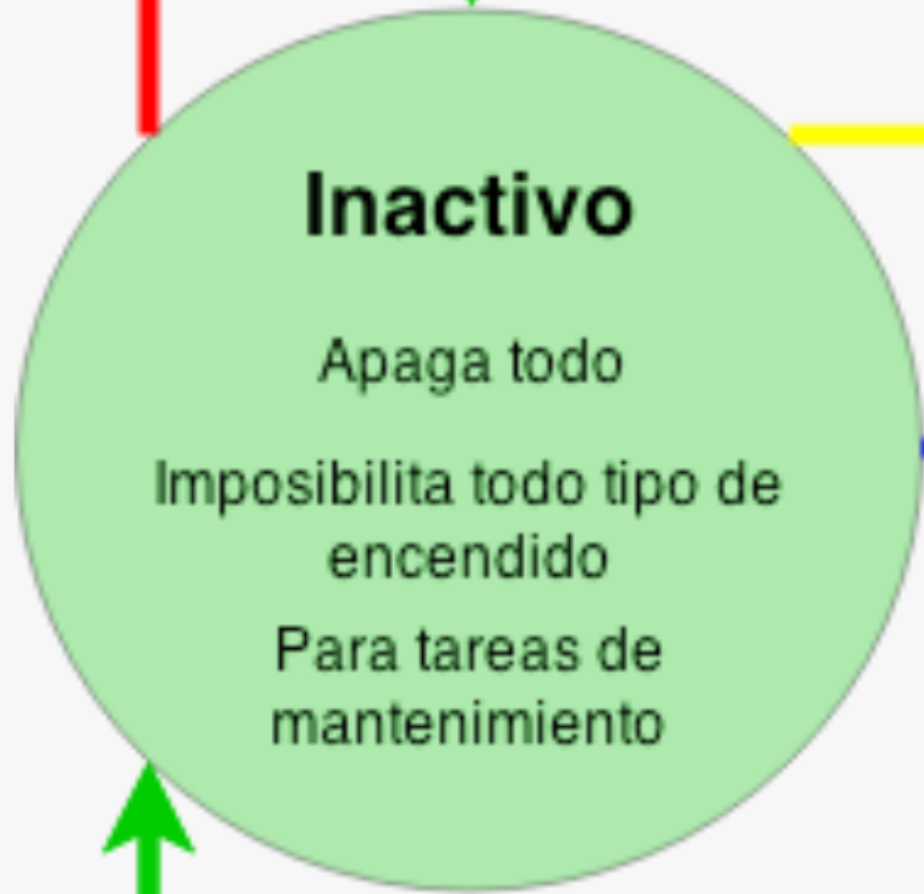 Inactivo
Apaga todo
Imposibilita todo tipo de
encendido
Para tareas de
mantenimiento